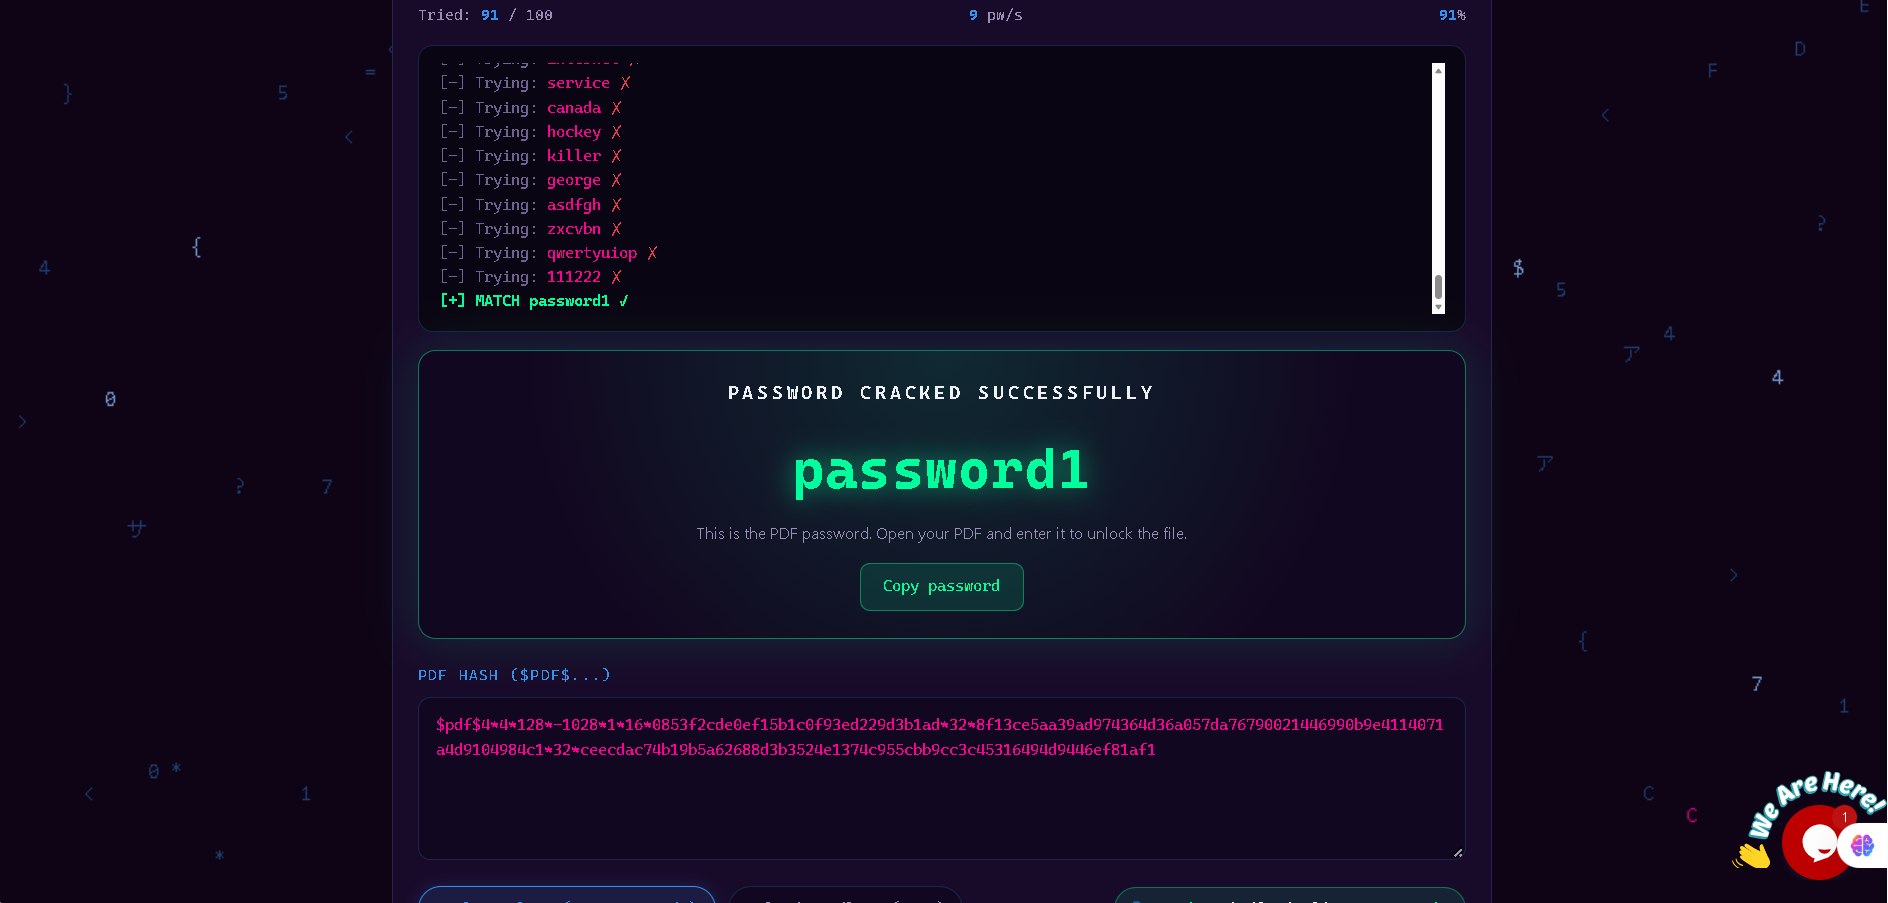 Tried: 91 / 100
9 pw/s
91%
[-] Trying: service ✗
[-] Trying: canada ✗
[-] Trying: hockey ✗
[-] Trying: killer ✗
[-] Trying: george ✗
[-] Trying: asdfgh ✗
[-] Trying: zxcvbn ✗
[-] Trying: qwertyuiop ✗
[-] Trying: 111222 ✗
[+] MATCH password1 ✓
PASSWORD CRACKED SUCCESSFULLY
password1
This is the PDF password. Open your PDF and enter it to unlock the file.
Copy password
PDF HASH ($PDF$...)
$pdf$4*4*128*-1028*1*16*0853f2cde0ef15b1c0f93ed229d3b1ad*32*8f13ce5aa39ad974364d36a057da76790021446990b9e4114071
a4d9104984c1*32*ceecdac74b19b5a62688d3b3524e1374c955cbb9cc3c45316494d9446ef81af1
We Are Here!
1